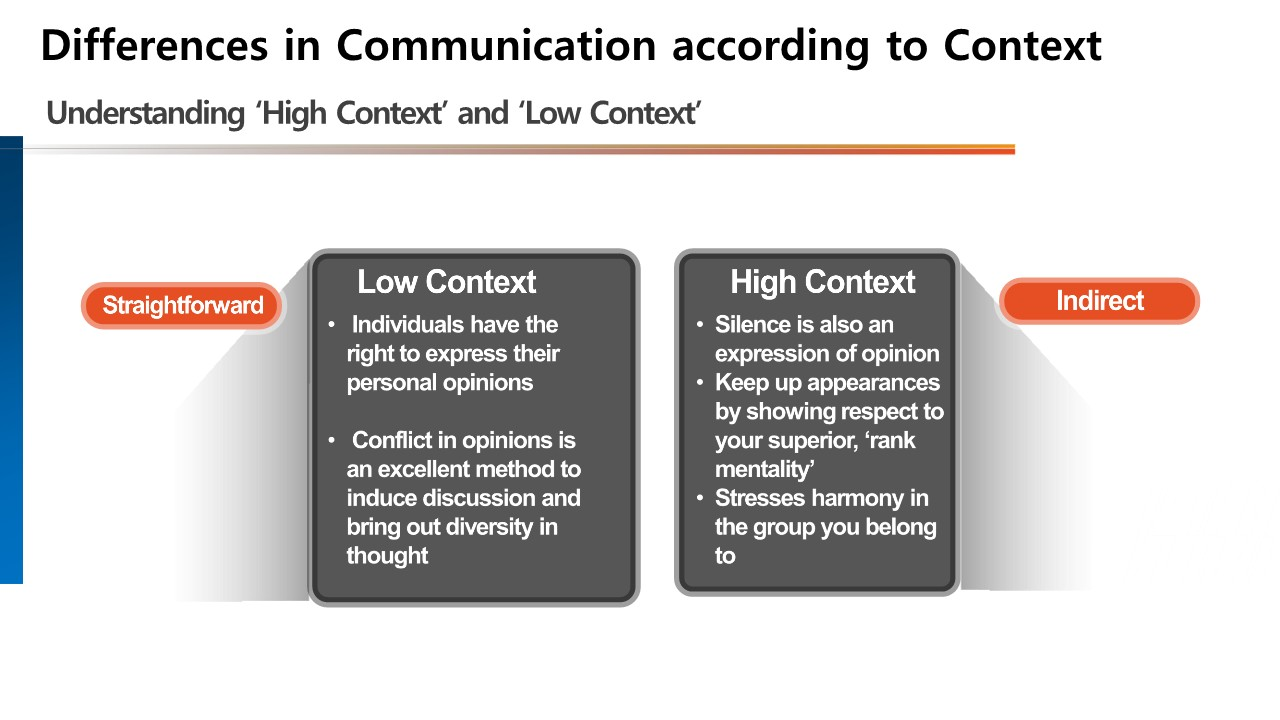 Differences in Communication according to Context
Understanding ‘High Context’ and ‘Low Context’
Straightforward
Low Context
• Individuals have the
right to express their
personal opinions
• Conflict in opinions is
an excellent method to
induce discussion and
bring out diversity in
thought
High Context
• Silence is also an
expression of opinion
• Keep up appearances
by showing respect to
your superior, ‘rank
mentality’
• Stresses harmony in
the group you belong
to
Indirect